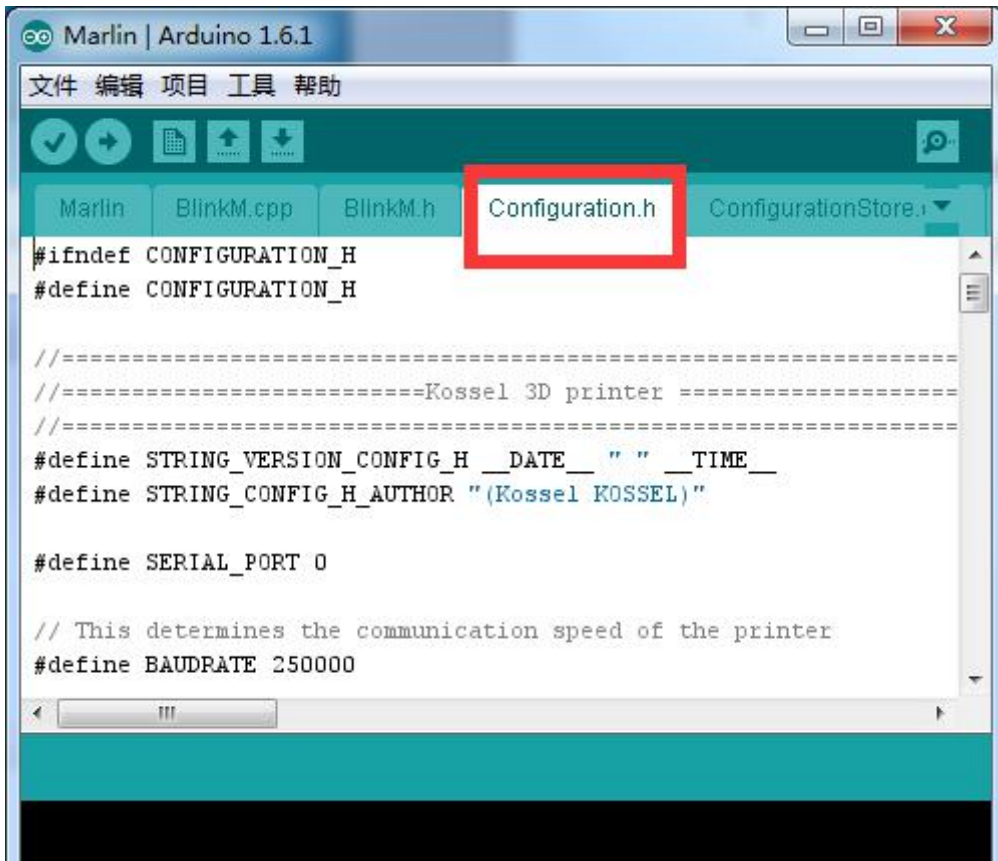 Marlin | Arduino 1.6.1
文件 编辑 项目 工具 帮助
Marlin BlinkM.cpp BlinkM.h Configuration.h ConfigurationStore.
#ifndef CONFIGURATION_H
#define CONFIGURATION_H
//================================================================
//==========================Kossel 3D printer ====================
//================================================================
#define STRING_VERSION_CONFIG_H __DATE__ " " __TIME__
#define STRING_CONFIG_H_AUTHOR "(Kossel KOSSEL)"
#define SERIAL_PORT 0
// This determines the communication speed of the printer
#define BAUDRATE 250000